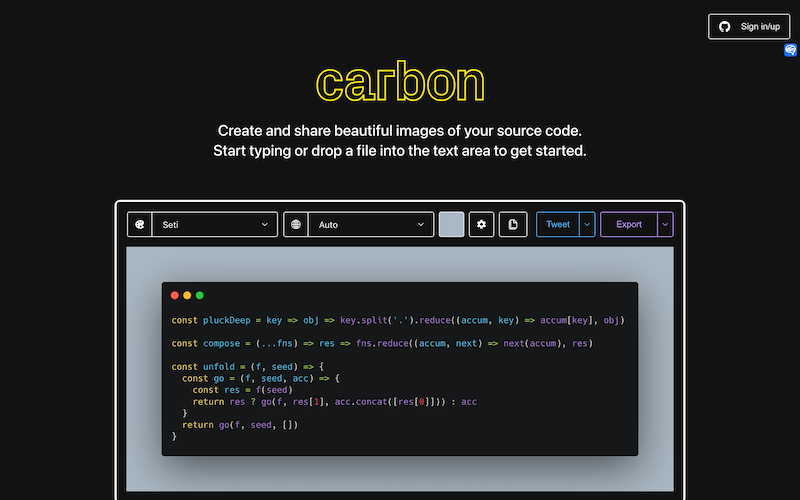 Sign in/up
carbon
Create and share beautiful images of your source code.
Start typing or drop a file into the text area to get started.
Seti
Auto
Tweet
Export
const pluckDeep = key => obj => key.split('.').reduce((accum, key) => accum[key], obj)
const compose = (...fns) => res => fns.reduce((accum, next) => next(accum), res)
const unfold = (f, seed) => {
  const go = (f, seed, acc) => {
    const res = f(seed)
    return res ? go(f, res[1], acc.concat([res[0]])) : acc
  }
  return go(f, seed, [])
}